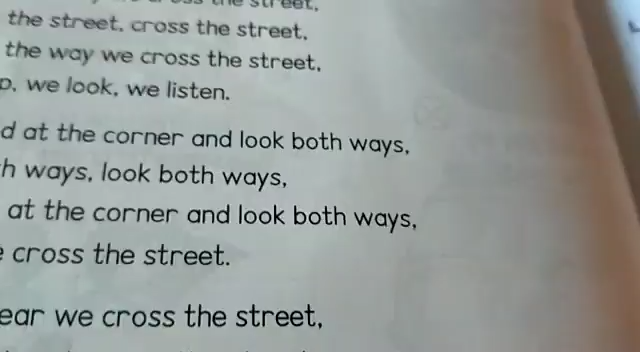 the street,
the street, cross the street,
the way we cross the street,
we look, we listen.
at the corner and look both ways,
ways, look both ways,
at the corner and look both ways,
cross the street.
we cross the street,